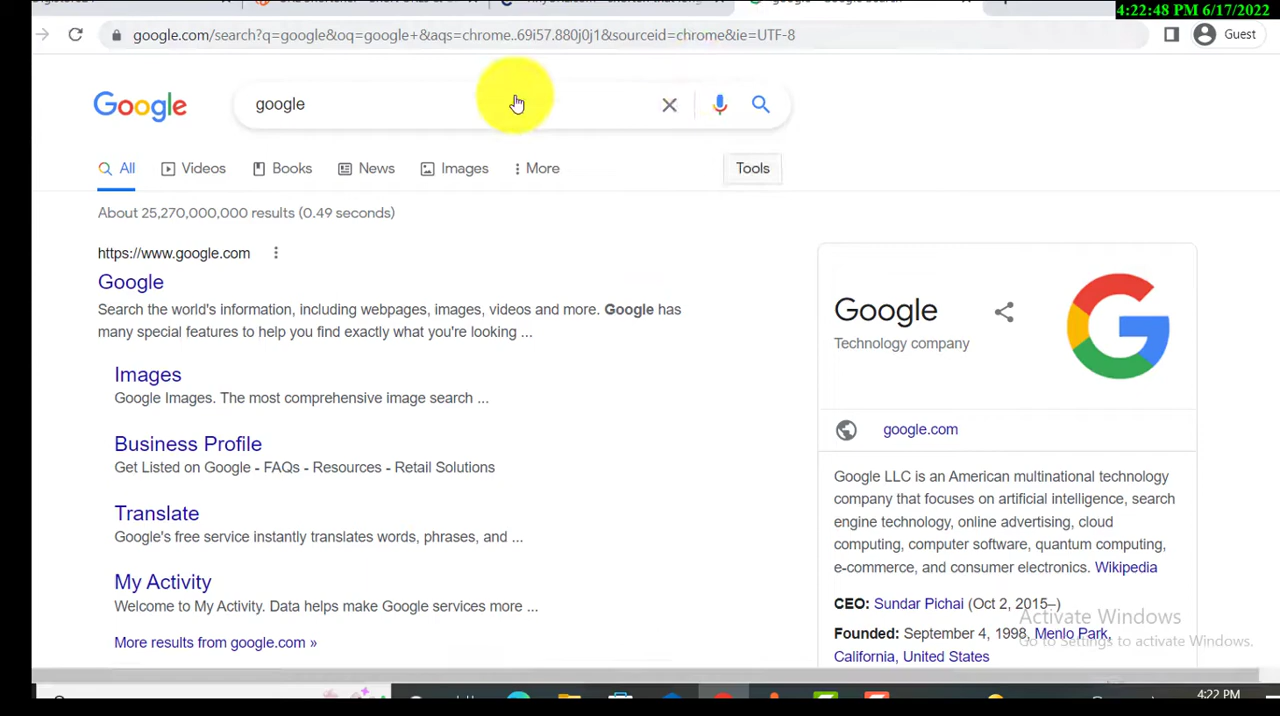 4:22:48 PM 6/17/2022
google.com/search?q=google&oq=google+&aqs=chrome..69i57.880j0j1&sourceid=chrome&ie=UTF-8
Guest
Google
google
All
Videos
Books
News
Images
More
Tools
About 25,270,000,000 results (0.49 seconds)
https://www.google.com
Google
Search the world's information, including webpages, images, videos and more. Google has
many special features to help you find exactly what you're looking ...
Images
Google Images. The most comprehensive image search ...
Business Profile
Get Listed on Google - FAQs - Resources - Retail Solutions
Translate
Google's free service instantly translates words, phrases, and ...
My Activity
Welcome to My Activity. Data helps make Google services more ...
More results from google.com »
Google
Technology company
google.com
Google LLC is an American multinational technology
company that focuses on artificial intelligence, search
engine technology, online advertising, cloud
computing, computer software, quantum computing,
e-commerce, and consumer electronics. Wikipedia
CEO: Sundar Pichai (Oct 2, 2015–)
Founded: September 4, 1998, Menlo Park,
California, United States
Activate Windows
Go to Settings to activate Windows.
4:22 PM